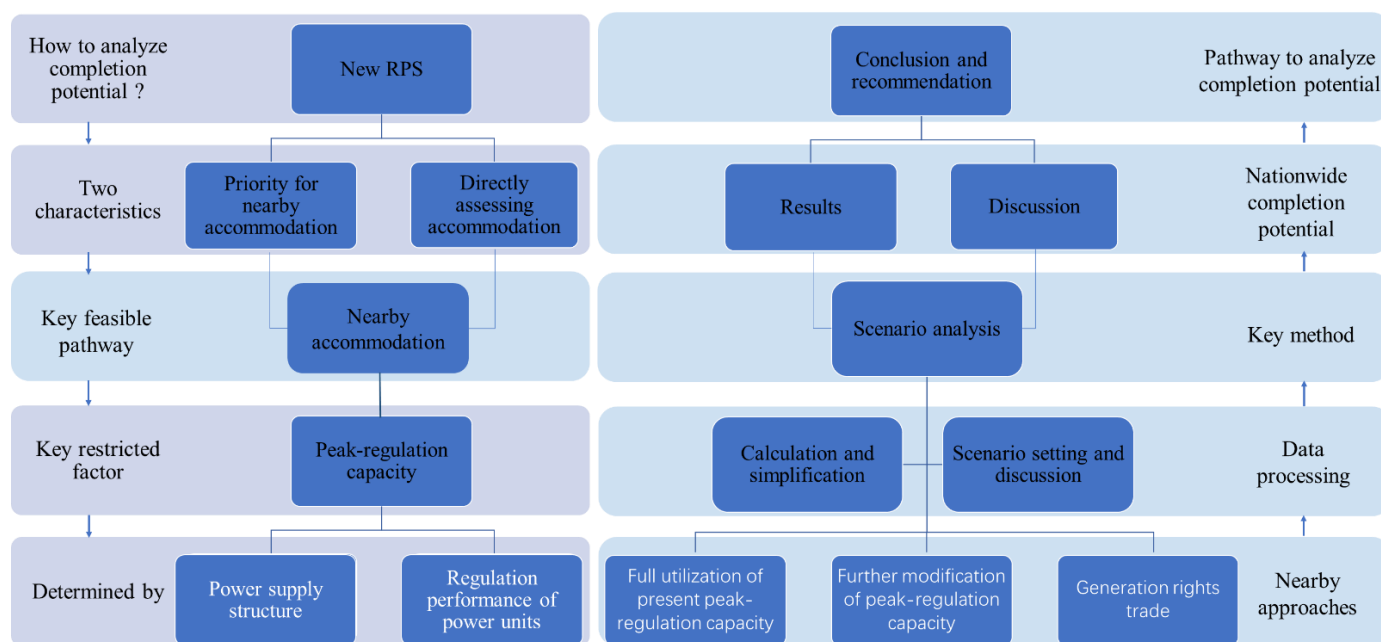 How to analyze
completion
potential ?
New RPS
Two
characteristics
Priority for
nearby
accommodation
Directly
assessing
accommodation
Key feasible
pathway
Nearby
accommodation
Key restricted
factor
Peak-regulation
capacity
Determined by
Power supply
structure
Regulation
performance of
power units
Conclusion and
recommendation
Pathway to analyze
completion potential
Results
Discussion
Nationwide
completion
potential
Scenario analysis
Key method
Calculation and
simplification
Scenario setting and
discussion
Data
processing
Full utilization of
present peak-
regulation capacity
Further modification
of peak-regulation
capacity
Generation rights
trade
Nearby
approaches